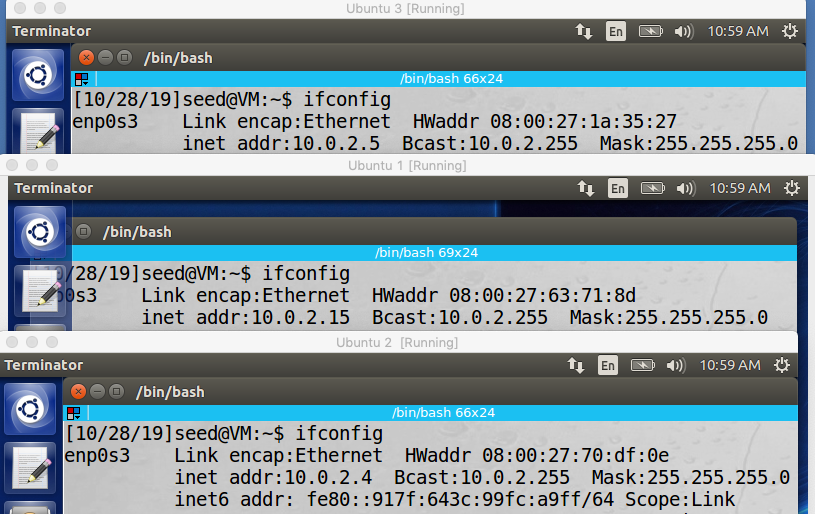 Ubuntu 3 [Running]
Terminator En 10:59 AM
/bin/bash
/bin/bash 66x24
[10/28/19]seed@VM:~$ ifconfig
enp0s3 Link encap:Ethernet HWaddr 08:00:27:1a:35:27
inet addr:10.0.2.5 Bcast:10.0.2.255 Mask:255.255.255.0
Ubuntu 1 [Running]
Terminator En 10:59 AM
/bin/bash
/bin/bash 69x24
0/28/19]seed@VM:~$ ifconfig
p0s3 Link encap:Ethernet HWaddr 08:00:27:63:71:8d
inet addr:10.0.2.15 Bcast:10.0.2.255 Mask:255.255.255.0
Ubuntu 2 [Running]
Terminator En 10:59 AM
/bin/bash
/bin/bash 66x24
[10/28/19]seed@VM:~$ ifconfig
enp0s3 Link encap:Ethernet HWaddr 08:00:27:70:df:0e
inet addr:10.0.2.4 Bcast:10.0.2.255 Mask:255.255.255.0
inet6 addr: fe80::917f:643c:99fc:a9ff/64 Scope:Link